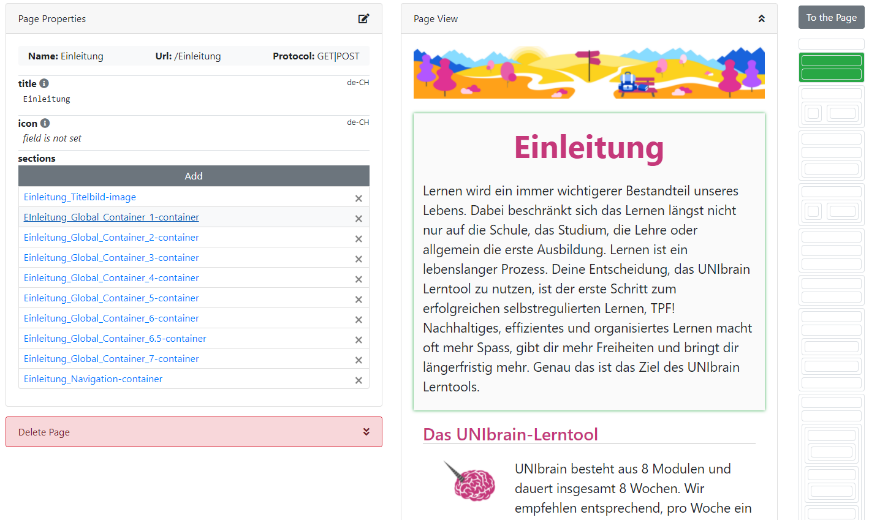 Page Properties
Name: Einleitung Url: /Einleitung Protocol: GET|POST
title de-CH
Einleitung
icon de-CH
field is not set
sections
Add
Einleitung_Titelbild-image
EInleitung_Global_Container_1-container
Einleitung_Global_Container_2-container
Einleitung_Global_Container_3-container
Einleitung_Global_Container_4-container
Einleitung_Global_Container_5-container
Einleitung_Global_Container_6-container
Einleitung_Global_Container_6.5-container
Einleitung_Global_Container_7-container
Einleitung_Navigation-container
Delete Page
Page View
Einleitung
Lernen wird ein immer wichtigerer Bestandteil unseres
Lebens. Dabei beschränkt sich das Lernen längst nicht
nur auf die Schule, das Studium, die Lehre oder
allgemein die erste Ausbildung. Lernen ist ein
lebenslanger Prozess. Deine Entscheidung, das UNIbrain
Lerntool zu nutzen, ist der erste Schritt zum
erfolgreichen selbstregulierten Lernen, TPF!
Nachhaltiges, effizientes und organisiertes Lernen macht
oft mehr Spass, gibt dir mehr Freiheiten und bringt dir
längerfristig mehr. Genau das ist das Ziel des UNIbrain
Lerntools.
Das UNIbrain-Lerntool
UNIbrain besteht aus 8 Modulen und
dauert insgesamt 8 Wochen. Wir
empfehlen entsprechend, pro Woche ein
To the Page